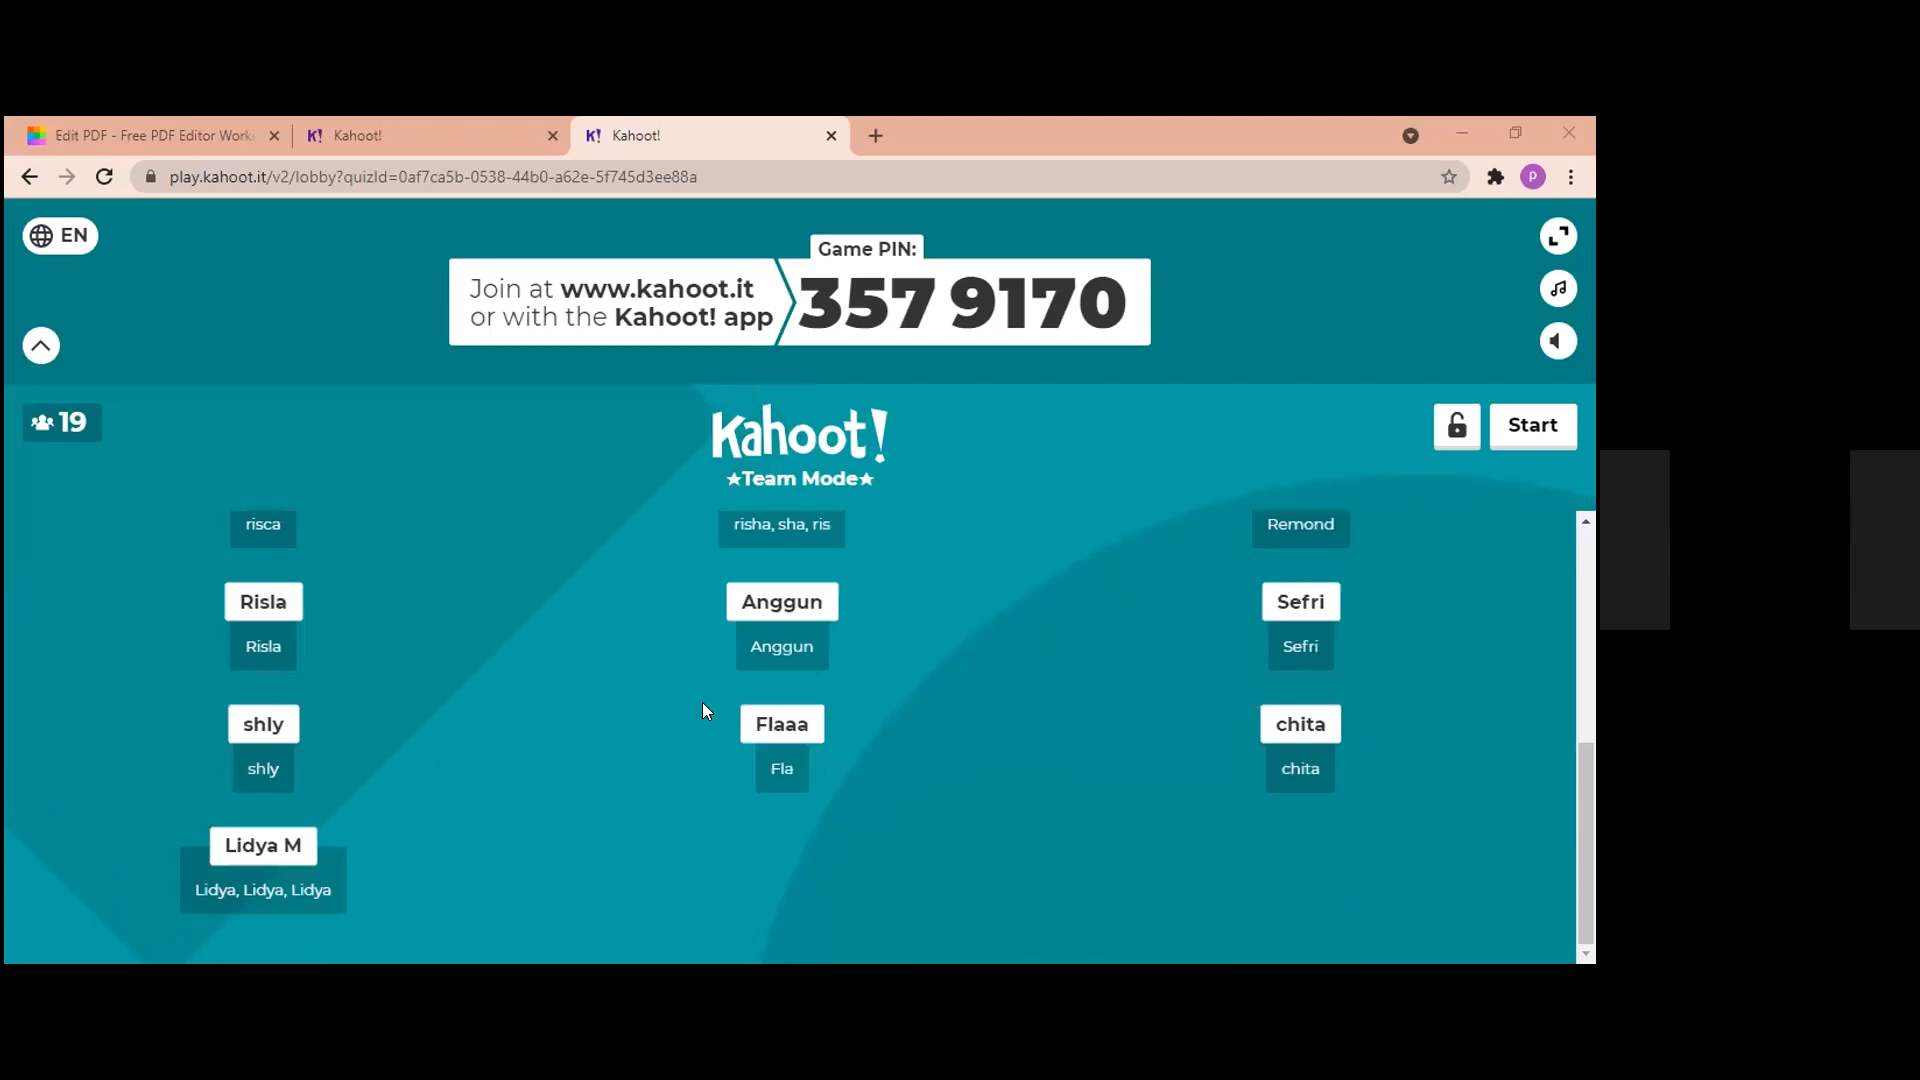 Edit PDF - Free PDF Editor Worki
Kahoot!
Kahoot!
play.kahoot.it/v2/lobby?quizId=0af7ca5b-0538-44b0-a62e-5f745d3ee88a
P
EN
Game PIN:
Join at www.kahoot.it
or with the Kahoot! app
357 9170
19
Kahoot!
★Team Mode★
Start
risca
risha, sha, ris
Remond
Risla
Anggun
Sefri
Risla
Anggun
Sefri
shly
Flaaa
chita
shly
Fla
chita
Lidya M
Lidya, Lidya, Lidya